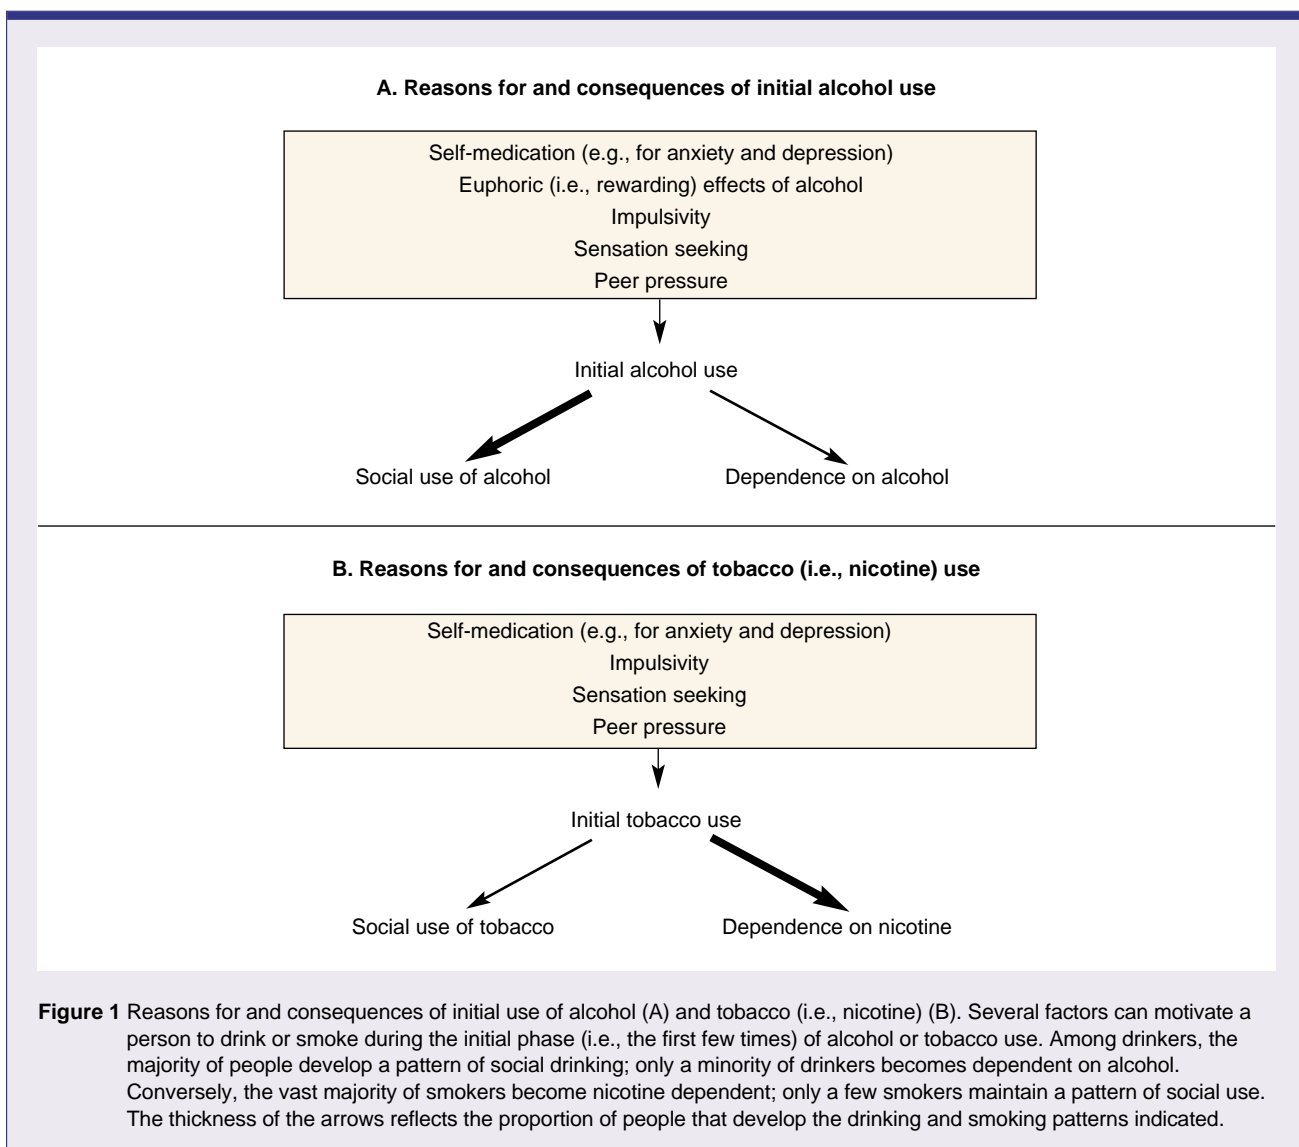 A. Reasons for and consequences of initial alcohol use
Self-medication (e.g., for anxiety and depression)
Euphoric (i.e., rewarding) effects of alcohol
Impulsivity
Sensation seeking
Peer pressure
Initial alcohol use
Social use of alcohol
Dependence on alcohol
B. Reasons for and consequences of tobacco (i.e., nicotine) use
Self-medication (e.g., for anxiety and depression)
Impulsivity
Sensation seeking
Peer pressure
Initial tobacco use
Social use of tobacco
Dependence on nicotine
Figure 1 Reasons for and consequences of initial use of alcohol (A) and tobacco (i.e., nicotine) (B). Several factors can motivate a
person to drink or smoke during the initial phase (i.e., the first few times) of alcohol or tobacco use. Among drinkers, the
majority of people develop a pattern of social drinking; only a minority of drinkers becomes dependent on alcohol.
Conversely, the vast majority of smokers become nicotine dependent; only a few smokers maintain a pattern of social use.
The thickness of the arrows reflects the proportion of people that develop the drinking and smoking patterns indicated.